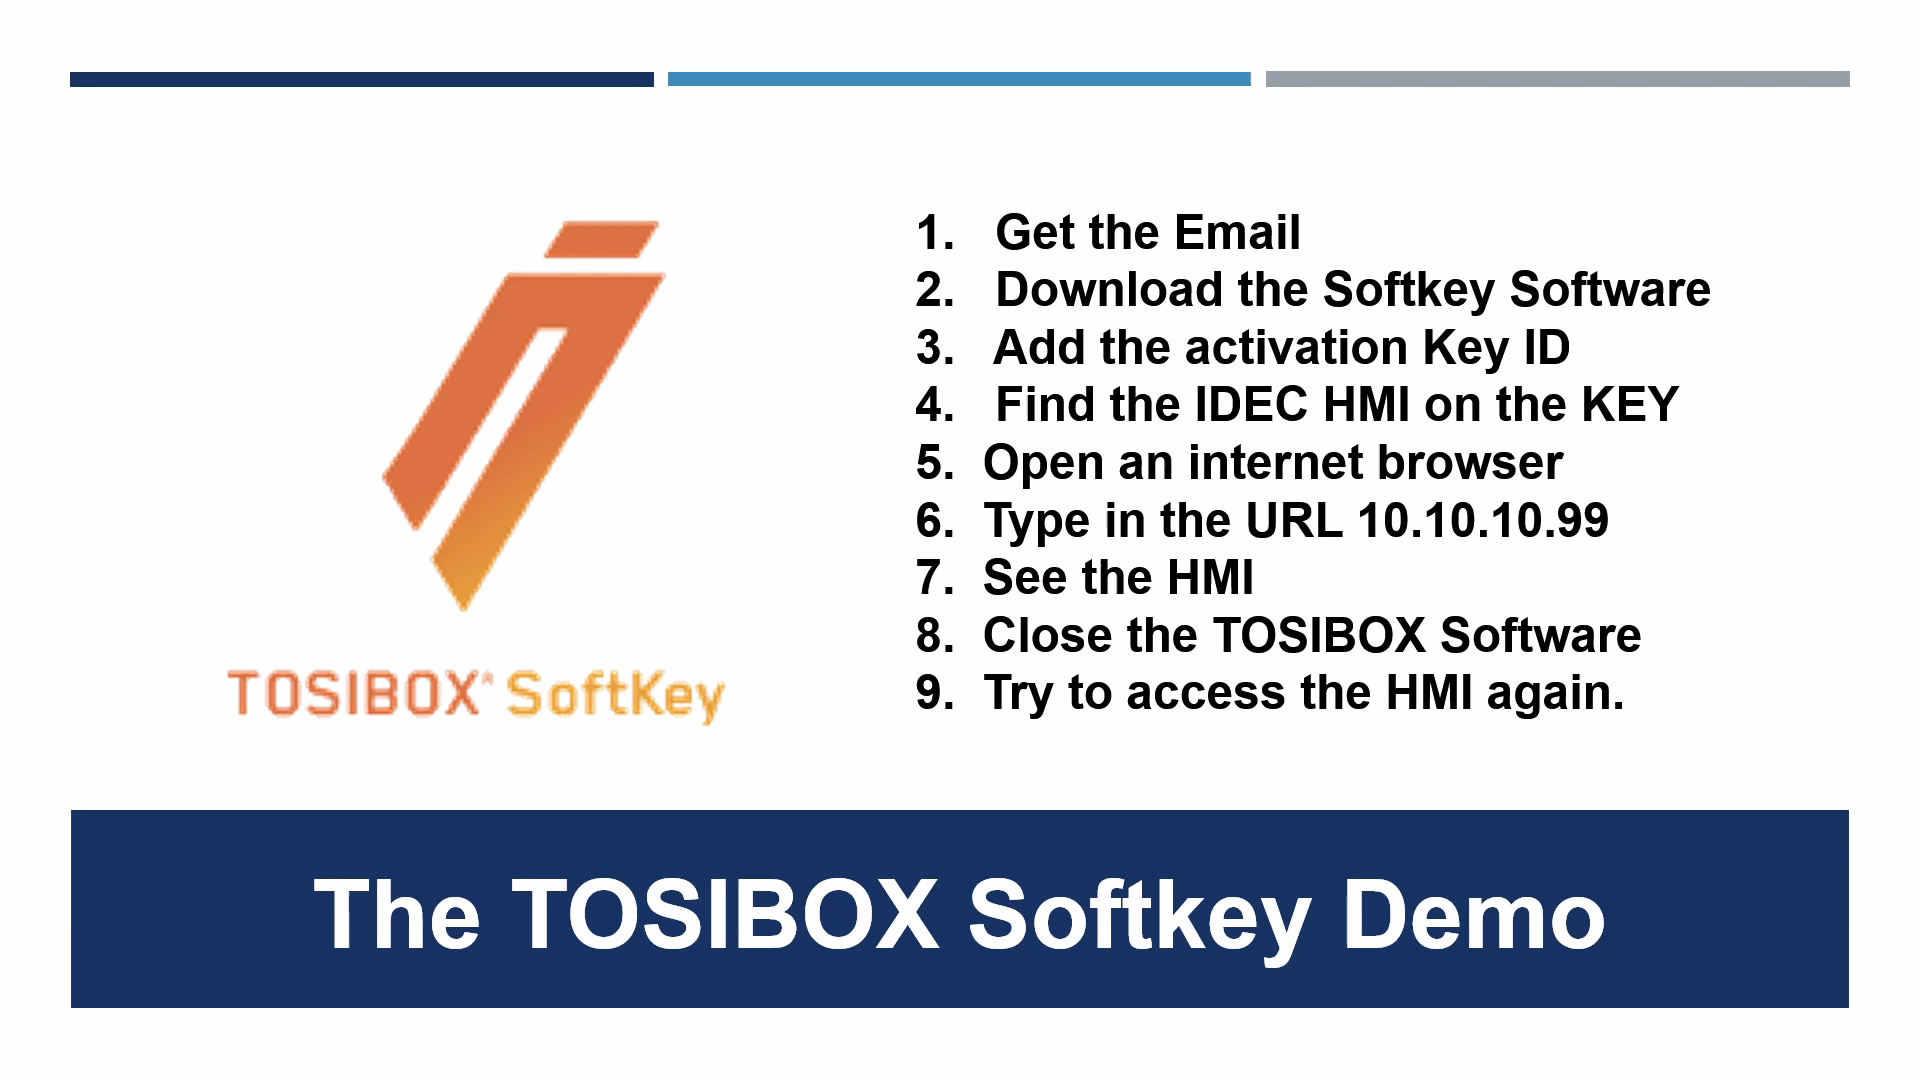 1. Get the Email
2. Download the Softkey Software
3. Add the activation Key ID
4. Find the IDEC HMI on the KEY
5. Open an internet browser
6. Type in the URL 10.10.10.99
7. See the HMI
8. Close the TOSIBOX Software
9. Try to access the HMI again.
TOSIBOX® SoftKey
The TOSIBOX Softkey Demo